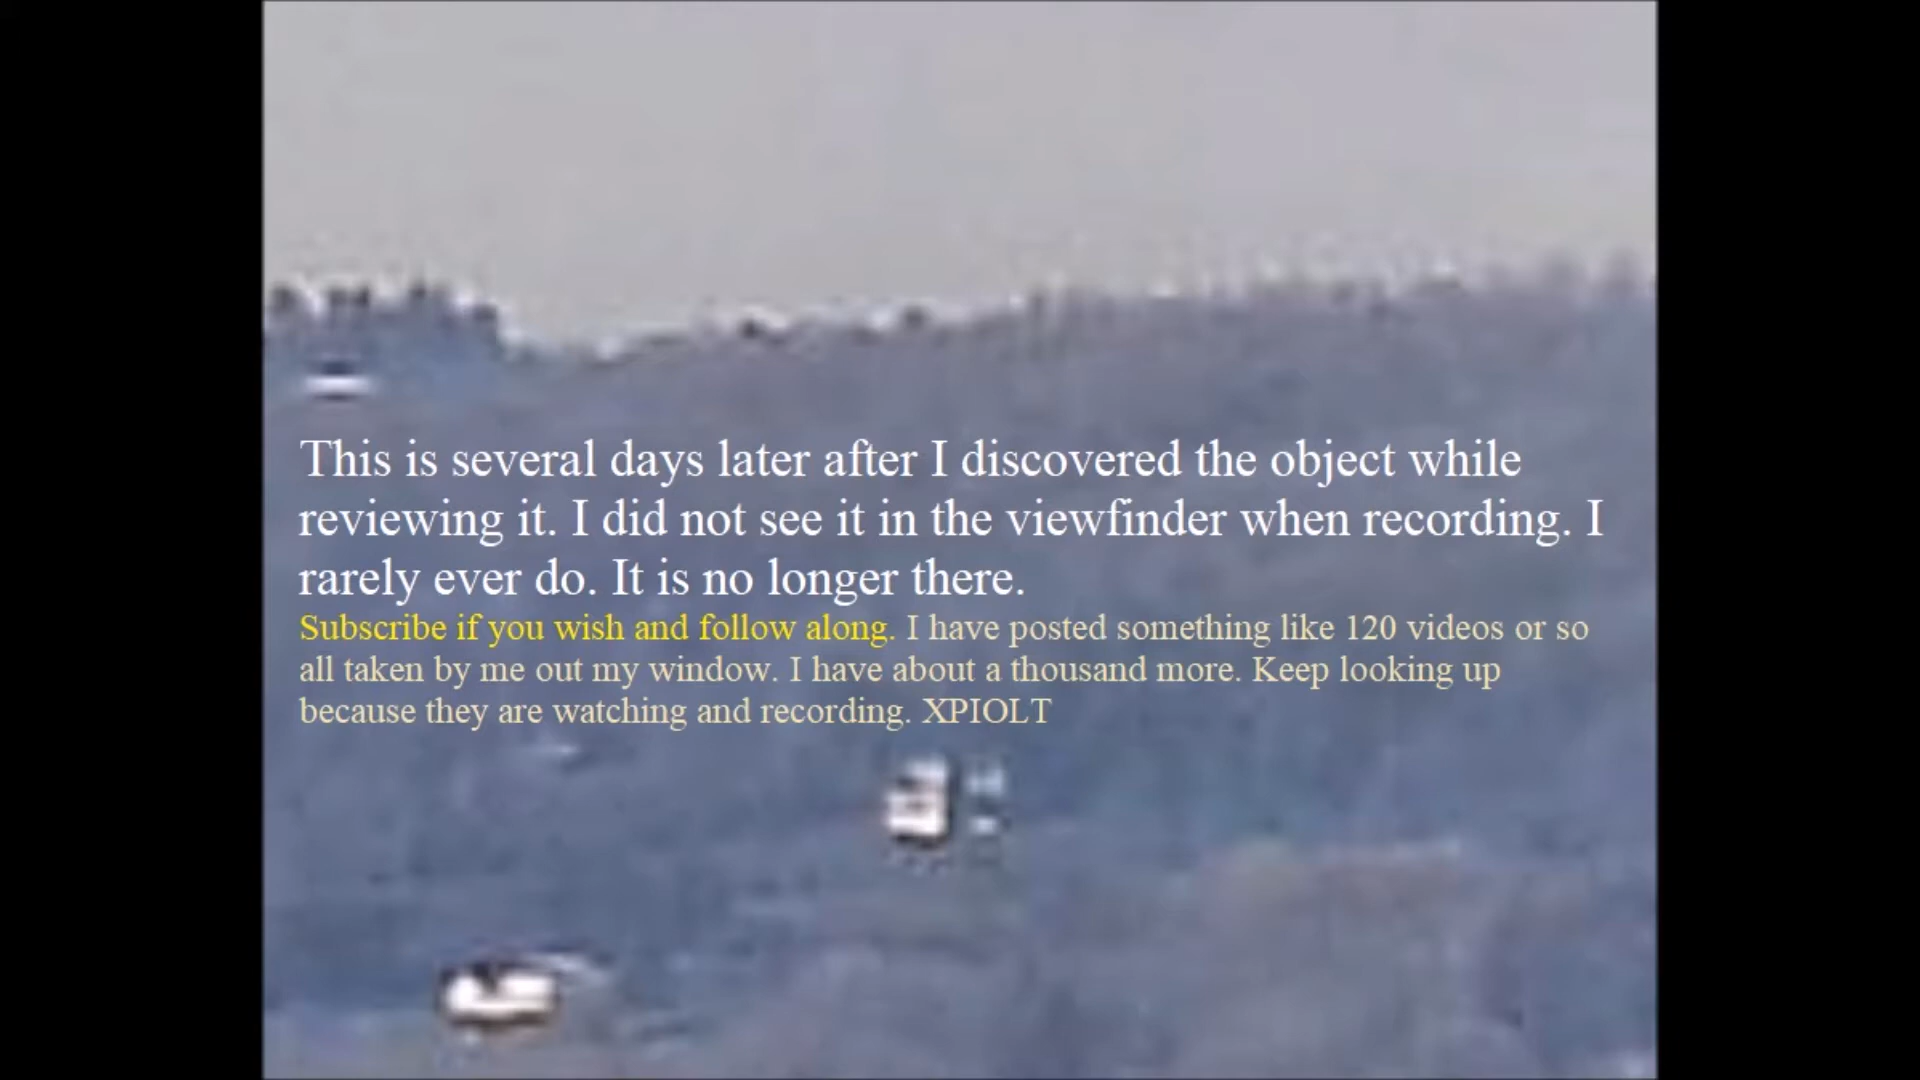 This is several days later after I discovered the object while
reviewing it. I did not see it in the viewfinder when recording. I
rarely ever do. It is no longer there.
Subscribe if you wish and follow along. I have posted something like 120 videos or so
all taken by me out my window. I have about a thousand more. Keep looking up
because they are watching and recording. XPIOLT